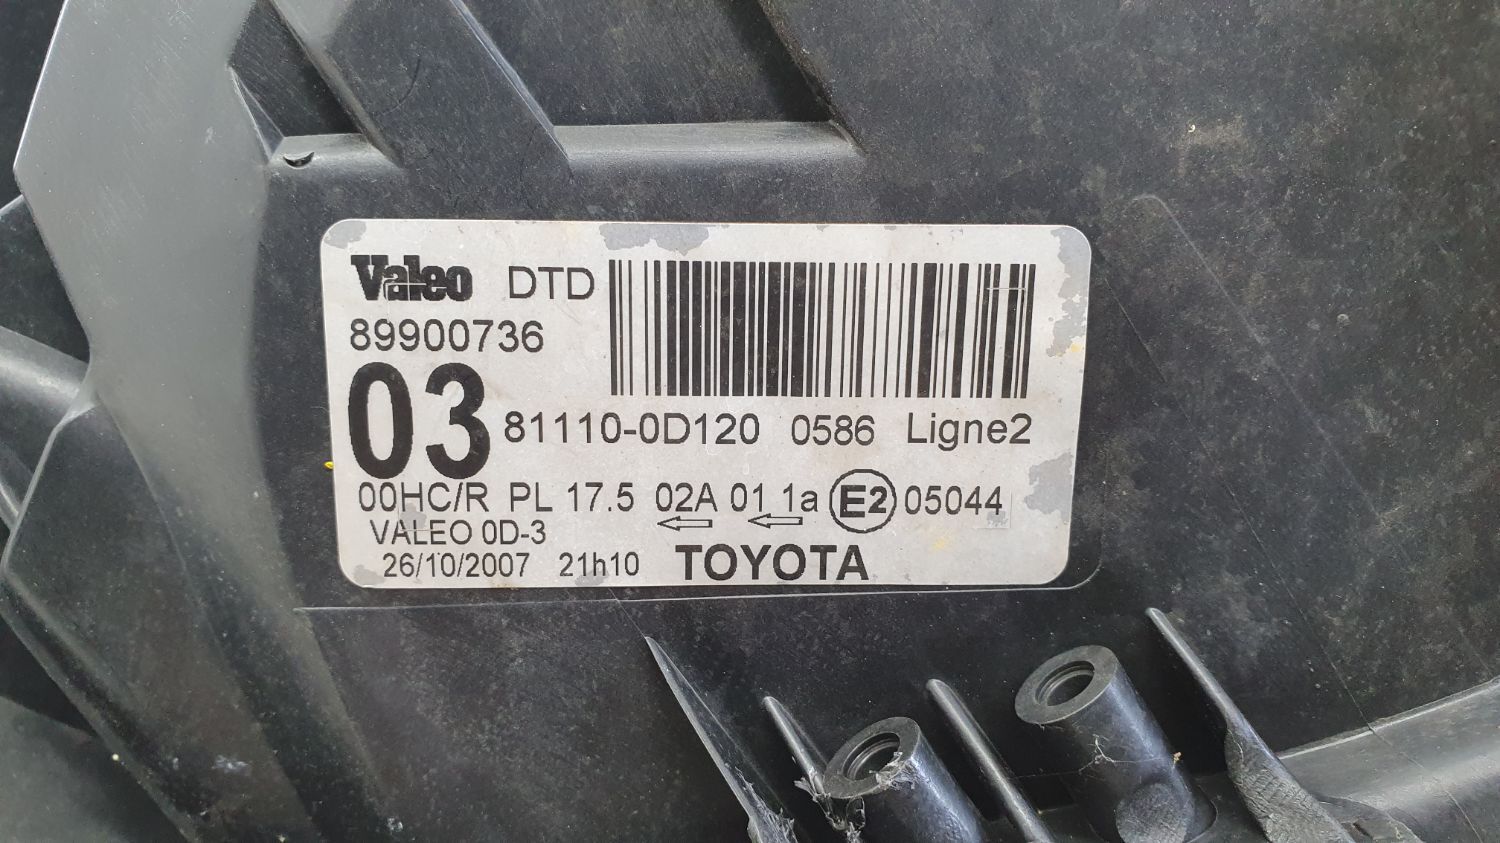 Valeo DTD
89900736
03 81110-0D120 0586 Ligne2
00HC/R PL 17.5 02A 01 1a E2 05044
VALEO 0D-3
26/10/2007 21h10 TOYOTA